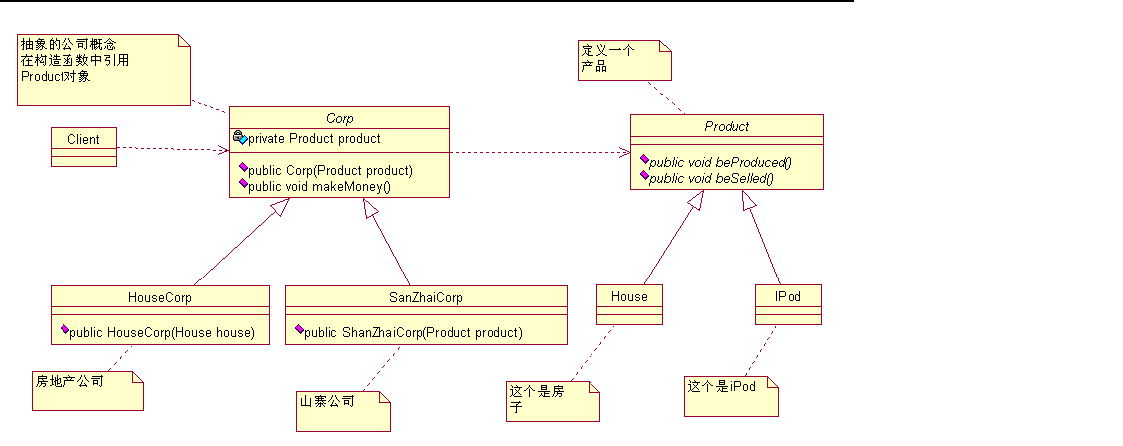 抽象的公司概念
在构造函数中引用
Product对象
定义一个
产品
Client
Corp
private Product product
public Corp(Product product)
public void makeMoney()
Product
public void beProduced()
public void beSelled()
HouseCorp
public HouseCorp(House house)
SanZhaiCorp
public ShanZhaiCorp(Product product)
House
IPod
房地产公司
山寨公司
这个是房
子
这个是iPod